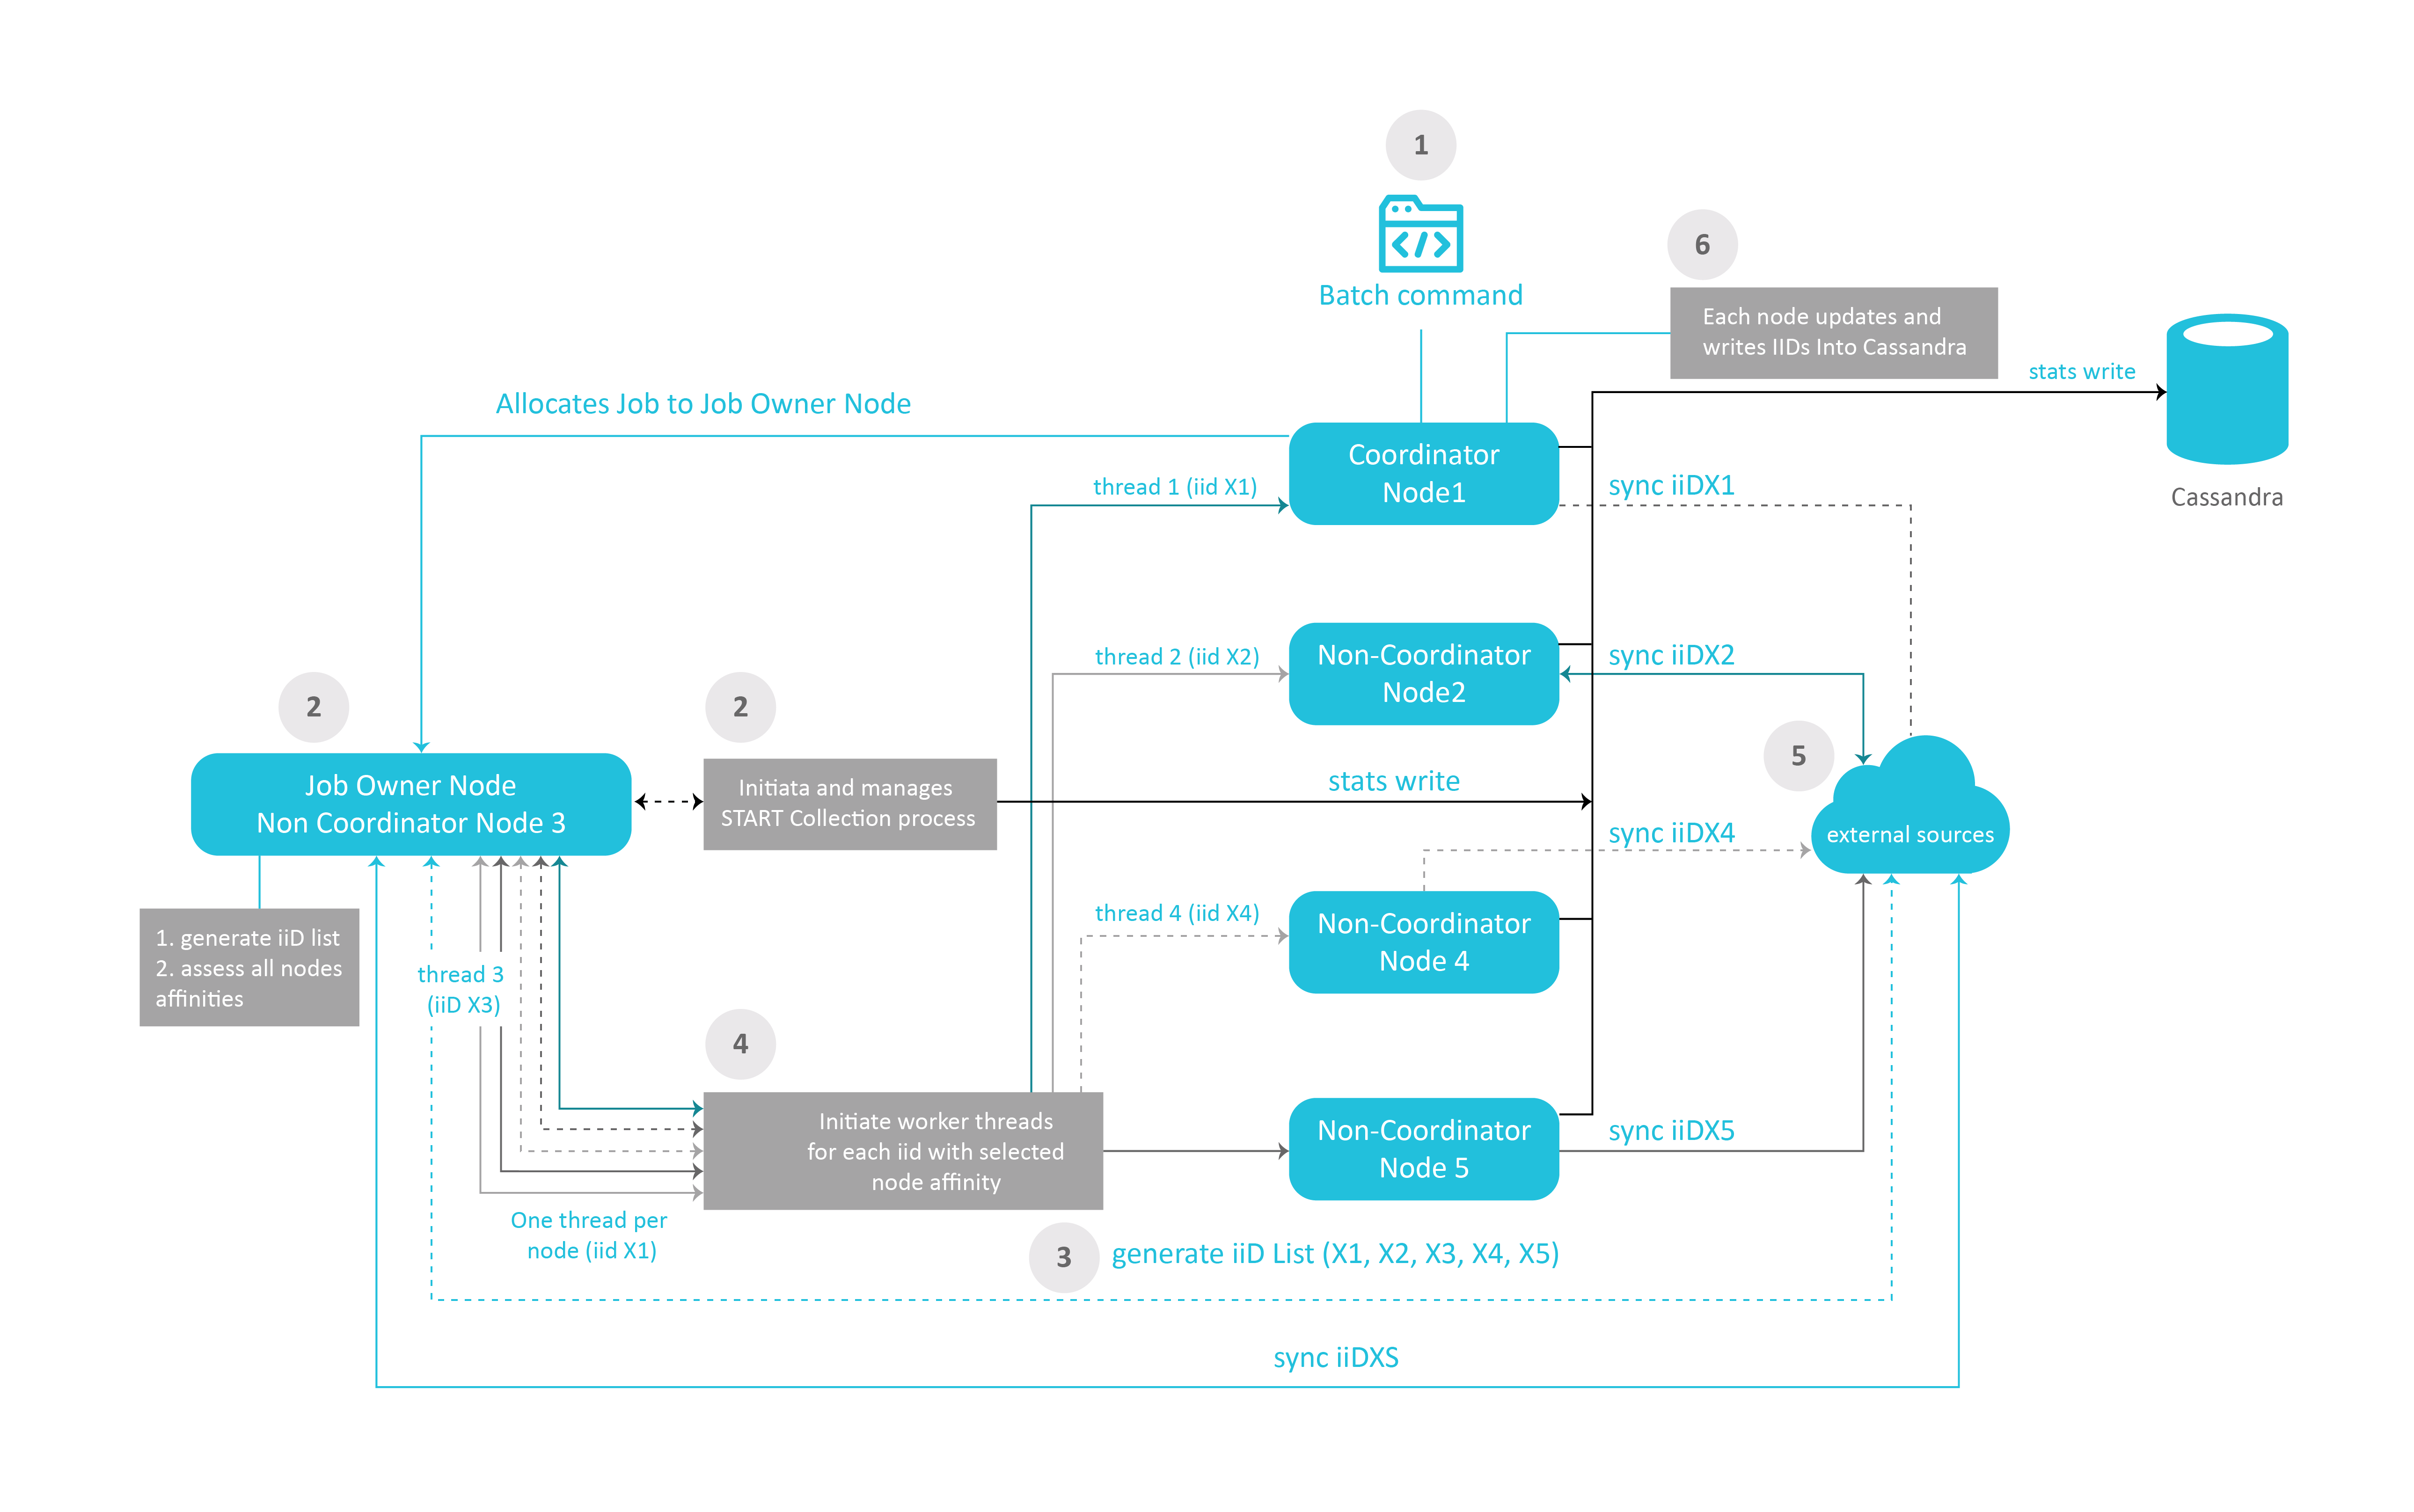 1
Batch command
6
Each node updates and
writes IIDs Into Cassandra
stats write
Cassandra
Allocates Job to Job Owner Node
Coordinator
Node1
thread 1 (iid X1)
sync iiDX1
thread 2 (iid X2)
Non-Coordinator
Node2
sync iiDX2
2
Job Owner Node
Non Coordinator Node 3
2
Initiata and manages
START Collection process
stats write
5
external sources
sync iiDX4
1. generate iiD list
2. assess all nodes
affinities
thread 3
(iiD X3)
thread 4 (iid X4)
Non-Coordinator
Node 4
4
Initiate worker threads
for each iid with selected
node affinity
Non-Coordinator
Node 5
sync iiDX5
One thread per
node (iid X1)
3
generate iiD List (X1, X2, X3, X4, X5)
sync iiDXS